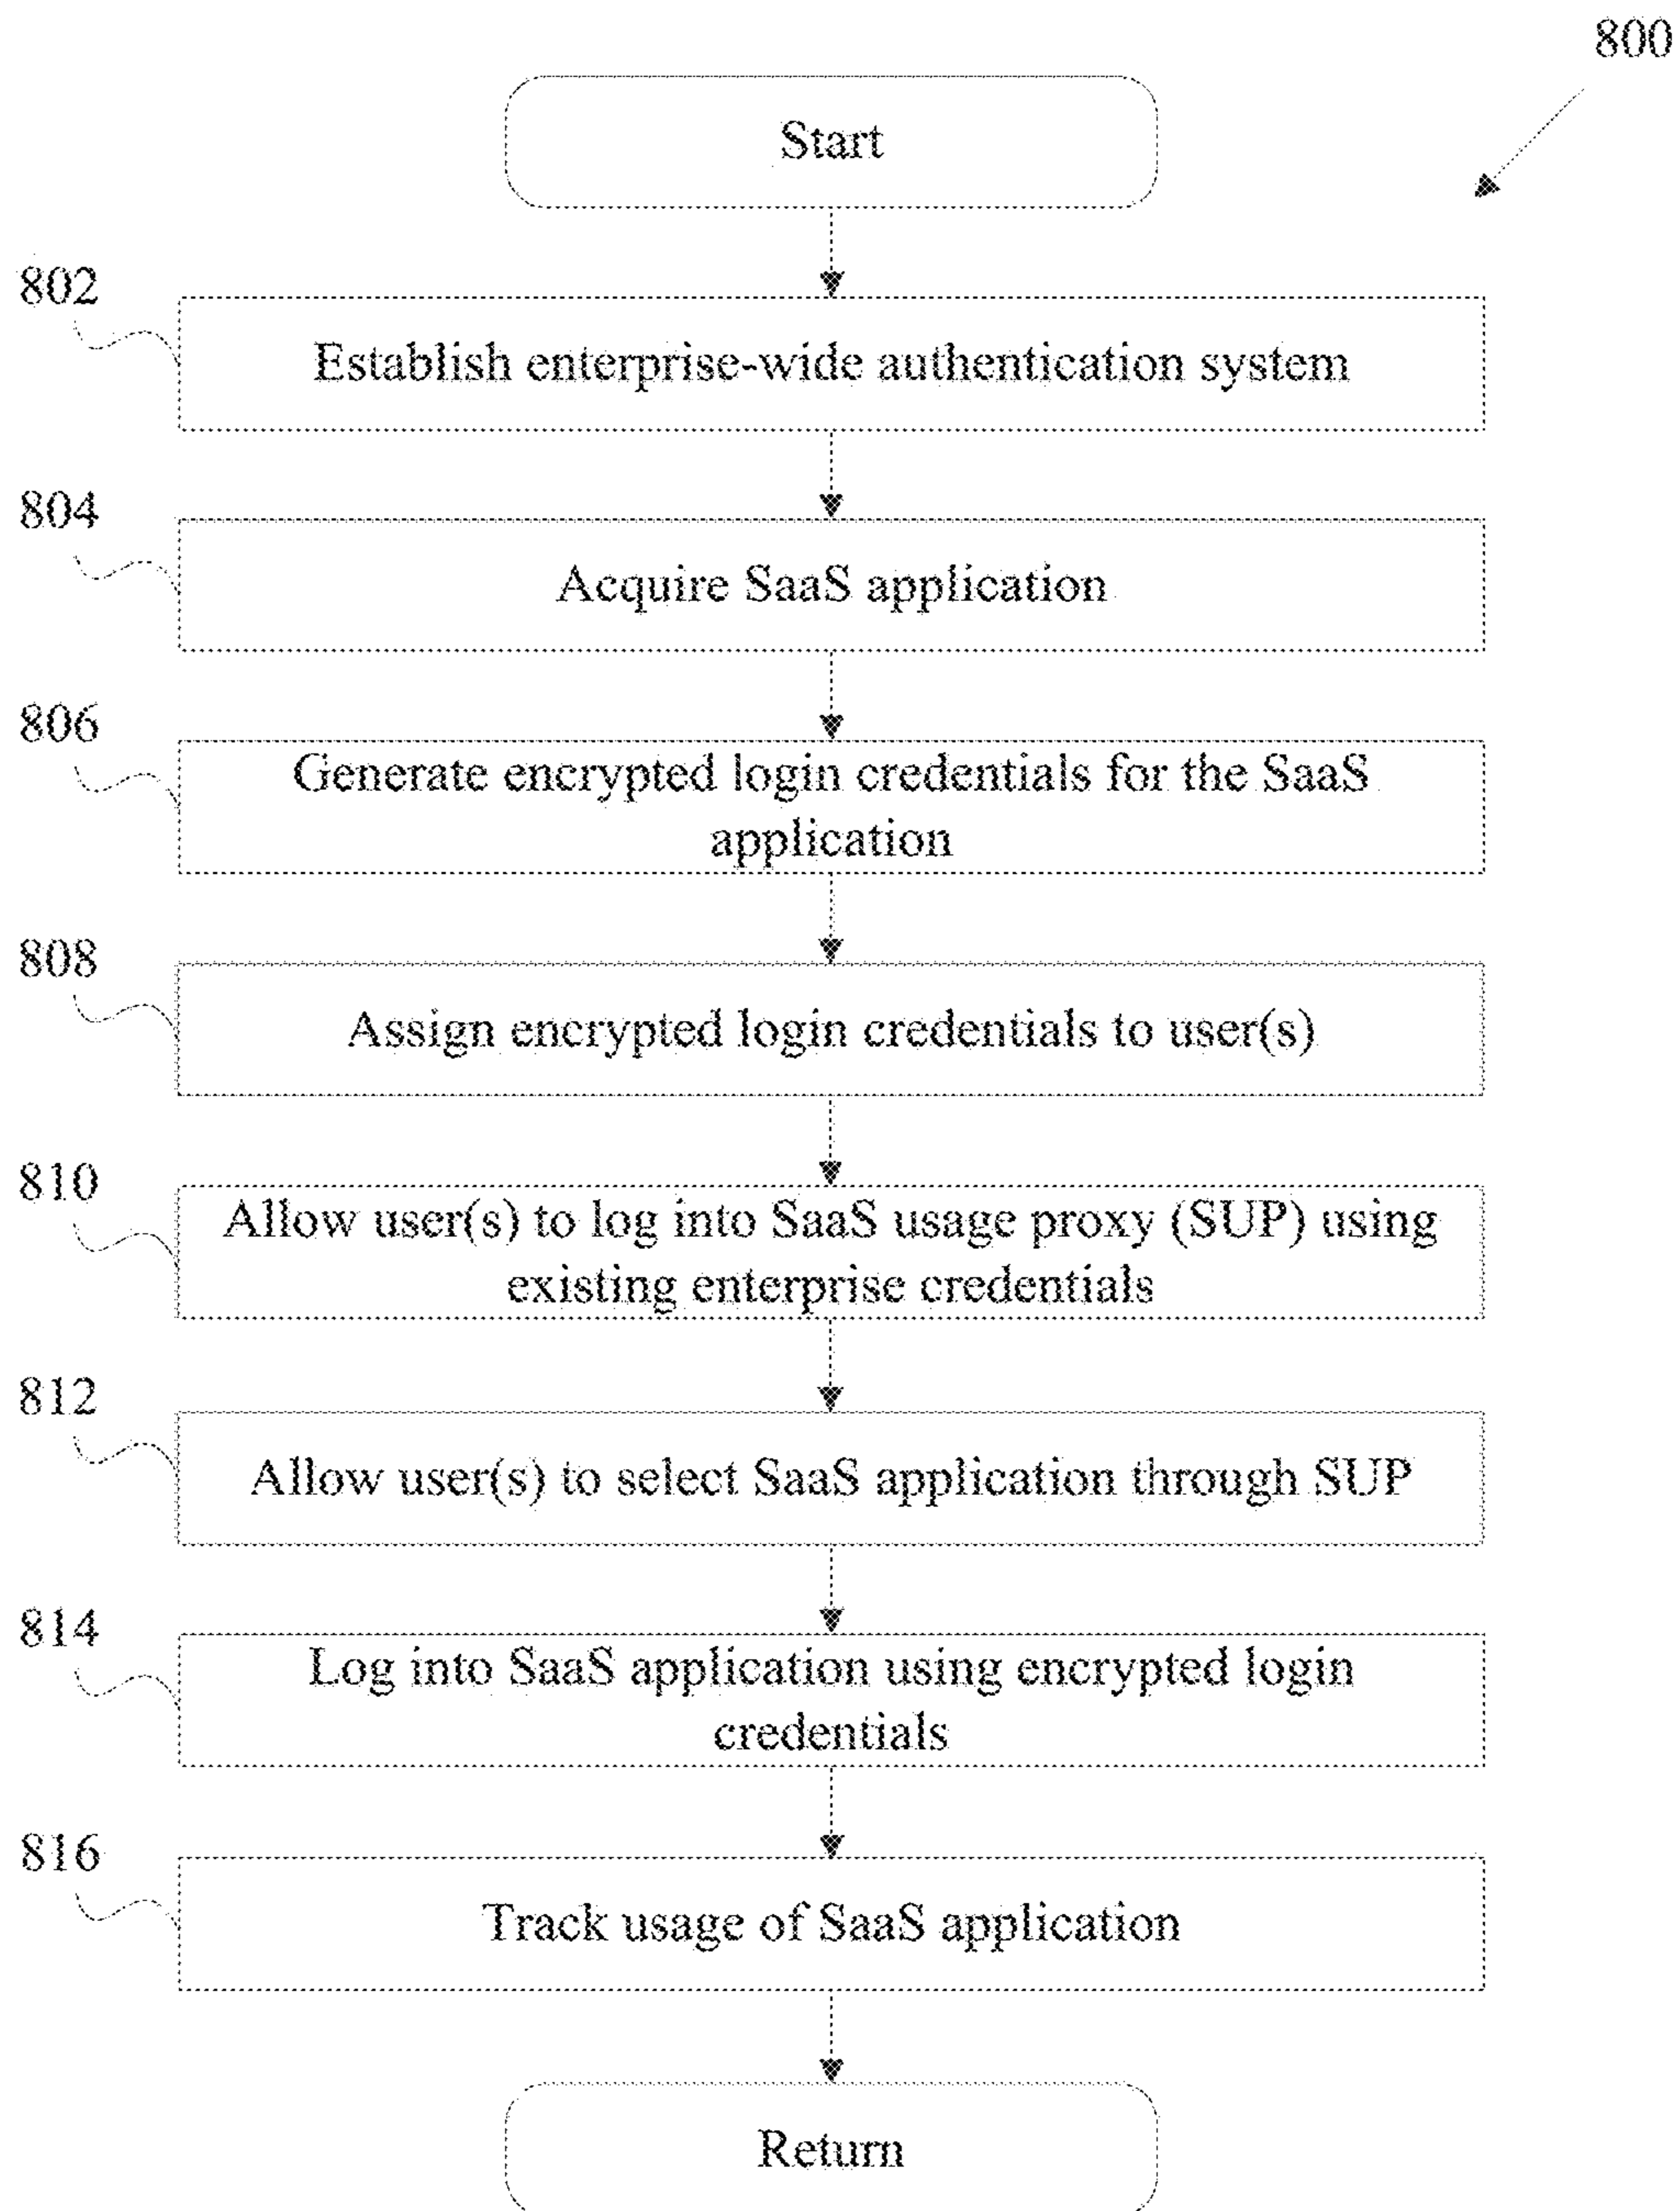 800
Start
802
Establish enterprise-wide authentication system
804
Acquire SaaS application
806
Generate encrypted login credentials for the SaaS
application
808
Assign encrypted login credentials to user(s)
810
Allow user(s) to log into SaaS usage proxy (SUP) using
existing enterprise credentials
812
Allow user(s) to select SaaS application through SUP
814
Log into SaaS application using encrypted login
credentials
816
Track usage of SaaS application
Return